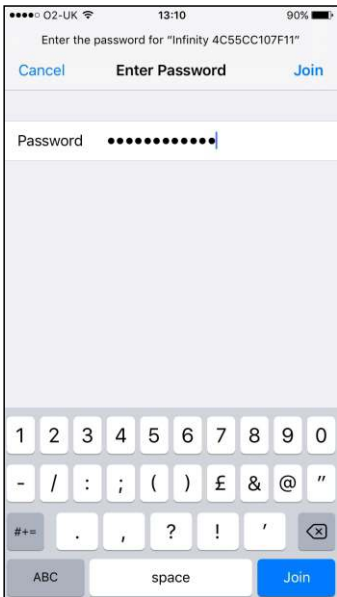 O2-UK 13:10 90%
Enter the password for "Infinity 4C55CC107F11"
Cancel Enter Password Join
Password ••••••••••••
1 2 3 4 5 6 7 8 9 0
- / : ; ( ) £ & @ "
#+= . , ? ! '
ABC space Join